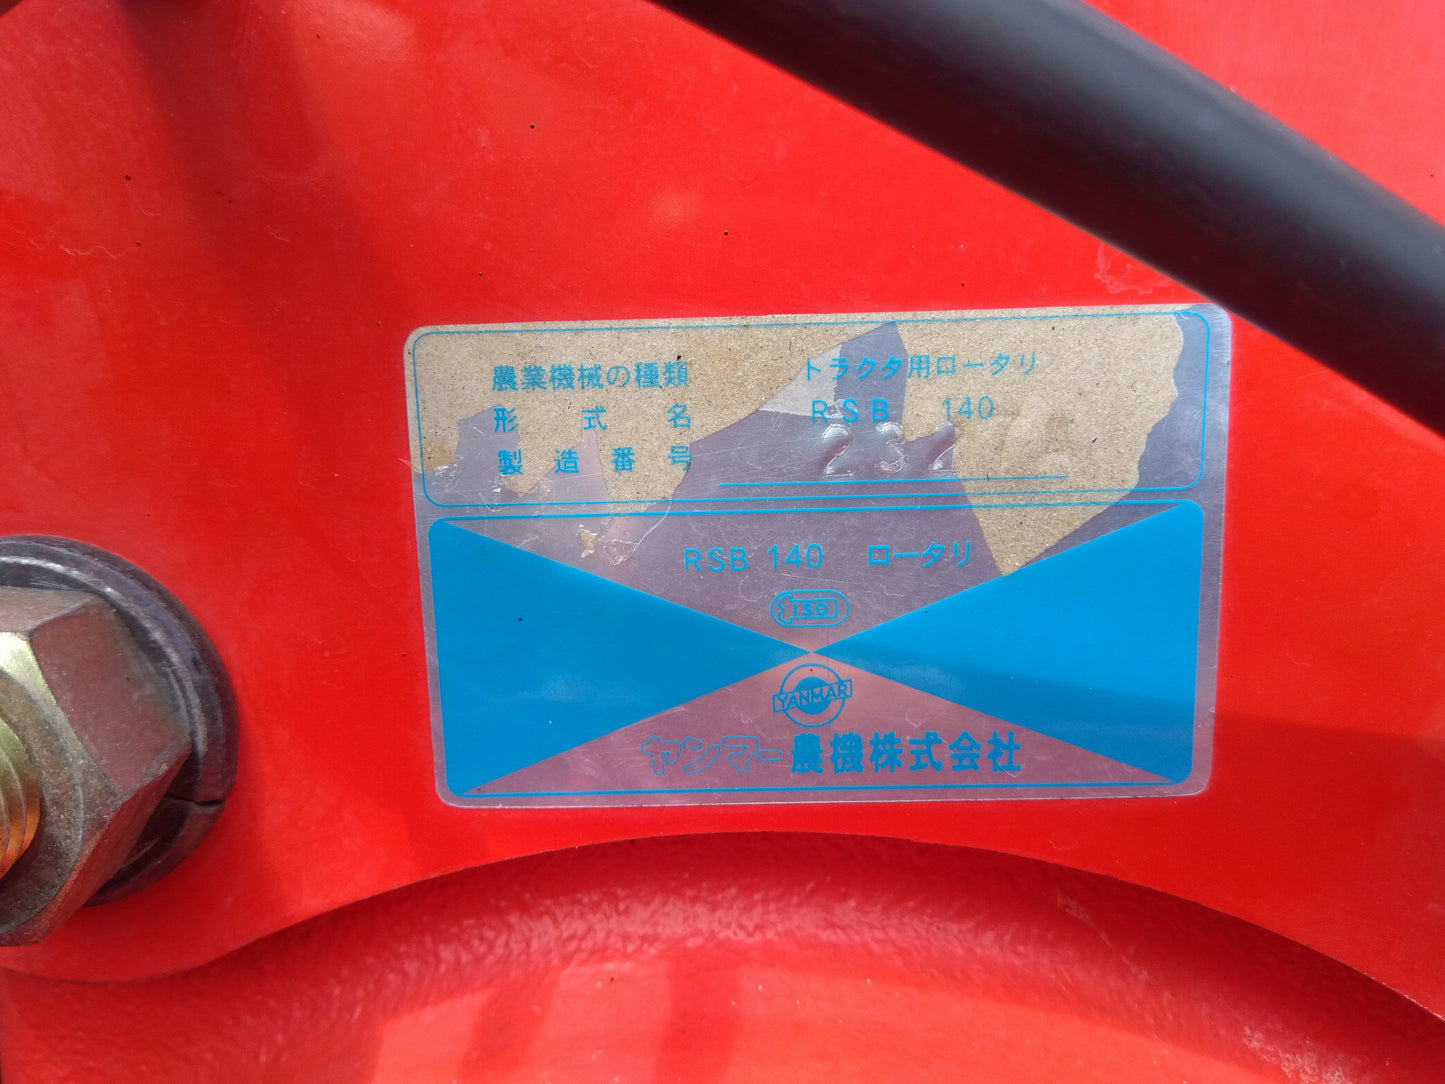 農業機械の種類 トラクタ用ロータリ
形式名 RSB 140
製造番号 232
RSB 140 ロータリ
ISO
YANMAR
ヤンマー農機株式会社